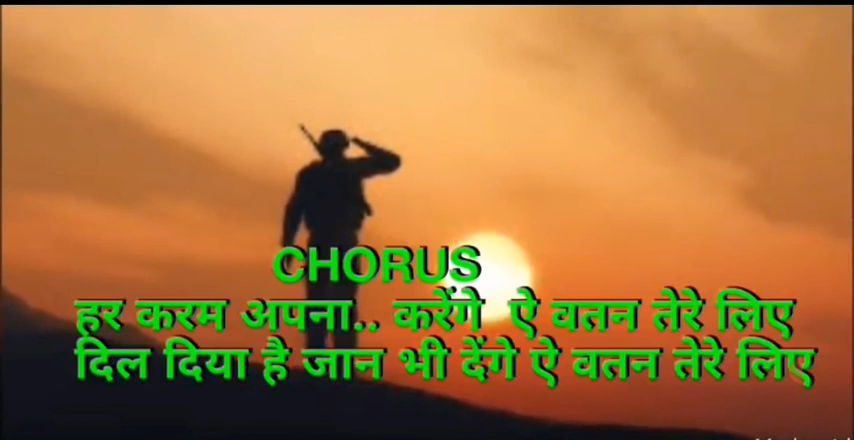 CHORUS
हर करम अपना.. करेंगे ऐ वतन तेरे लिए
दिल दिया है जान भी देंगे ऐ वतन तेरे लिए